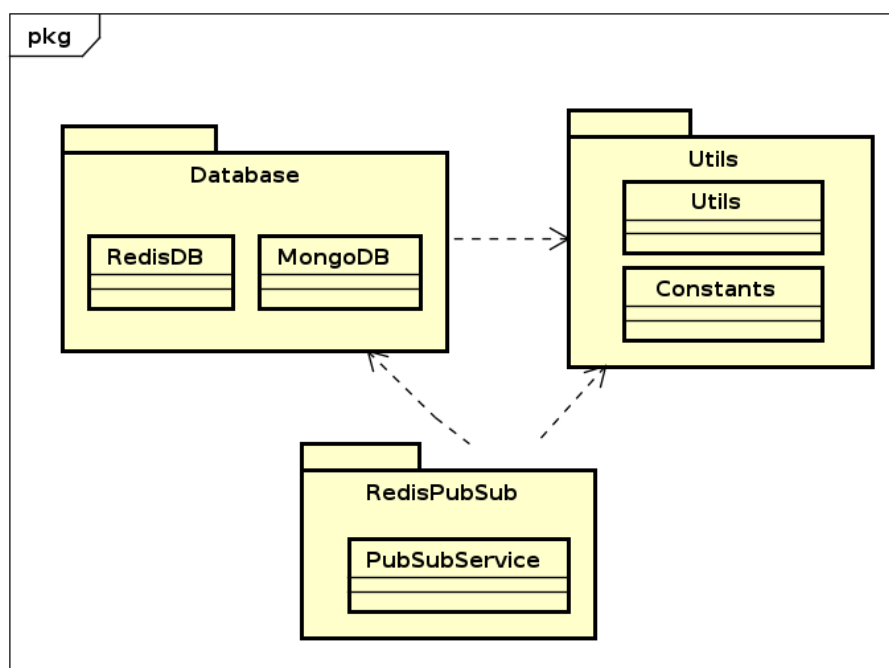 pkg
Database
RedisDB
MongoDB
Utils
Utils
Constants
RedisPubSub
PubSubService